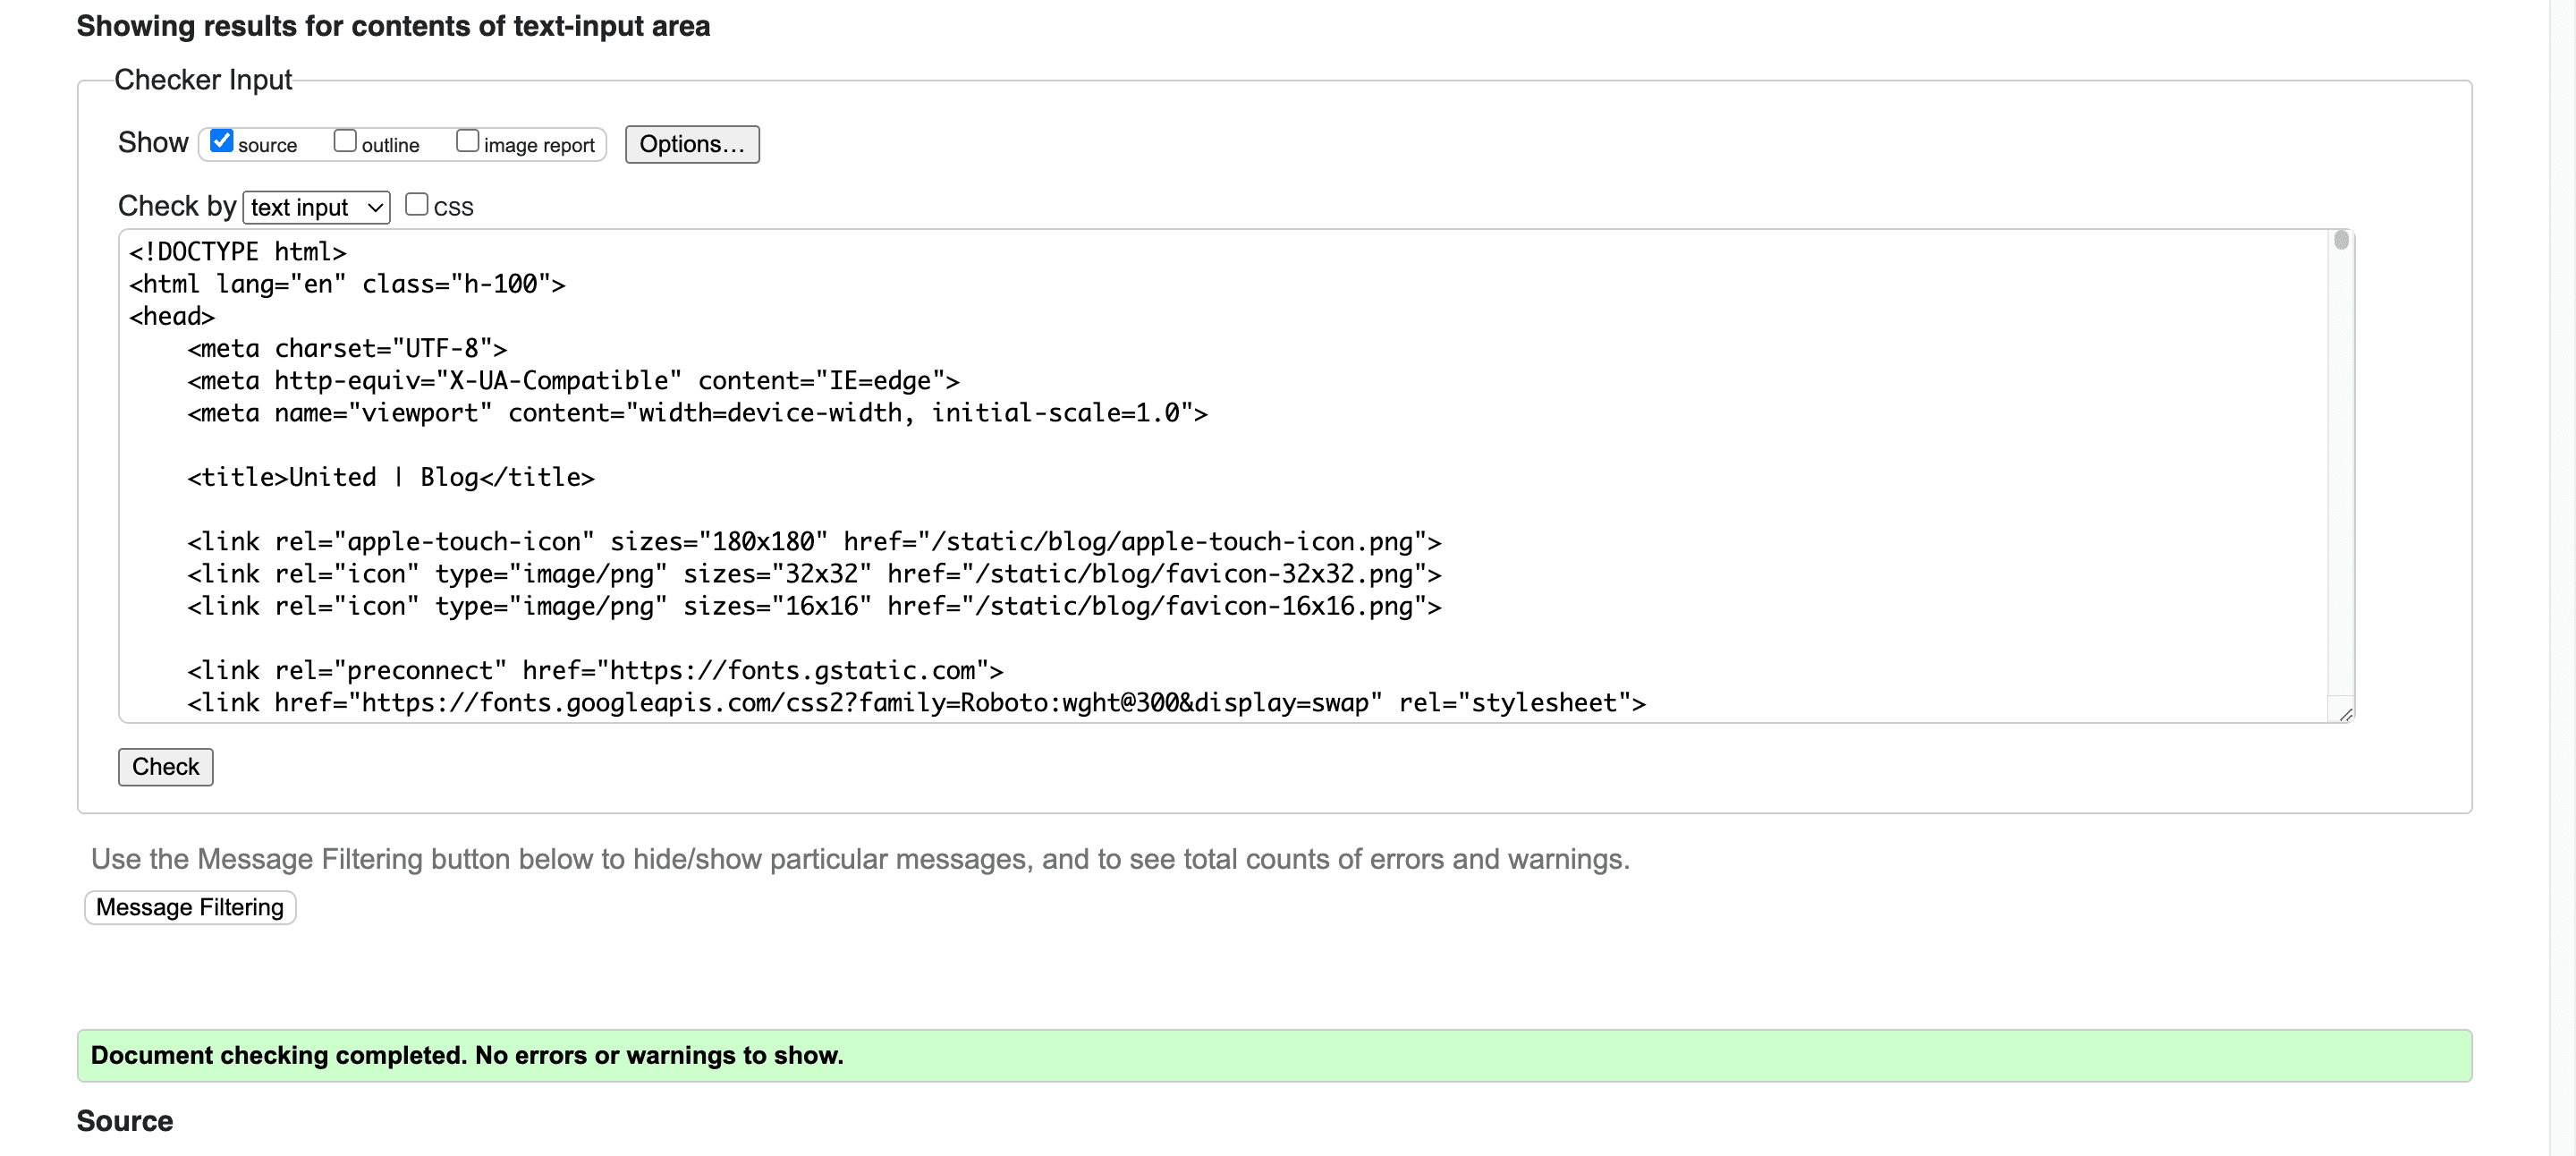 Showing results for contents of text-input area
Checker Input
Show source outline image report Options...
Check by text input CSS
<!DOCTYPE html>
<html lang="en" class="h-100">
<head>
    <meta charset="UTF-8">
    <meta http-equiv="X-UA-Compatible" content="IE=edge">
    <meta name="viewport" content="width=device-width, initial-scale=1.0">
    <title>United | Blog</title>
    <link rel="apple-touch-icon" sizes="180x180" href="/static/blog/apple-touch-icon.png">
    <link rel="icon" type="image/png" sizes="32x32" href="/static/blog/favicon-32x32.png">
    <link rel="icon" type="image/png" sizes="16x16" href="/static/blog/favicon-16x16.png">
    <link rel="preconnect" href="https://fonts.gstatic.com">
    <link href="https://fonts.googleapis.com/css2?family=Roboto:wght@300&display=swap" rel="stylesheet">
Check
Use the Message Filtering button below to hide/show particular messages, and to see total counts of errors and warnings.
Message Filtering
Document checking completed. No errors or warnings to show.
Source